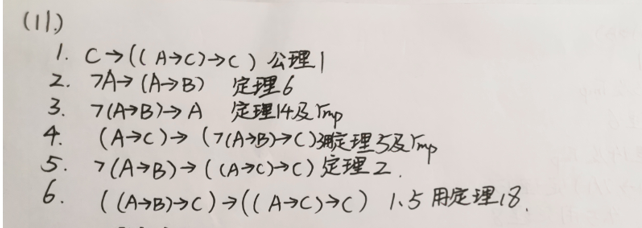 (11.)
1. C→((A→C)→C) 公理1
2. ¬A→(A→B) 定理6
3. ¬(A→B)→A 定理14及rmp
4. (A→C)→(¬(A→B)→C) 定理5及rmp
5. ¬(A→B)→((A→C)→C) 定理2.
6. ((A→B)→C)→((A→C)→C) 1.5用定理18.